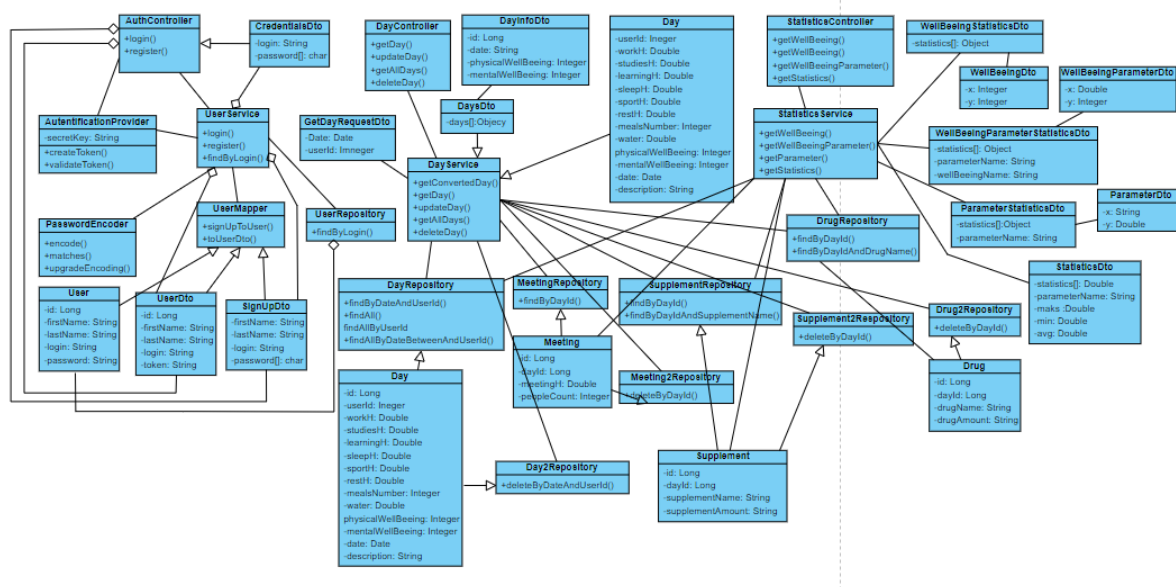 AuthController
+login()
+register()
CredentialsDto
-login: String
-password[]: char
DayController
+getDay()
+updateDay()
+getAllDays()
+deleteDay()
DayInfoDto
-id: Long
-date: String
-physicalWellBeeing: Integer
-mentalWellBeeing: Integer
Day
-userId: Ineger
-workH: Double
-studiesH: Double
-learningH: Double
-sleepH: Double
-sportH: Double
-restH: Double
-mealsNumber: Integer
-water: Double
physicalWellBeeing: Integer
-mentalWellBeeing: Integer
-date: Date
-description: String
StatisticsController
+getWellBeeing()
+getWellBeeing()
+getWellBeeingParameter()
+getStatistics()
WellBeeingStatisticsDto
-statistics[]: Object
WellBeeingDto
-x: Integer
-y: Integer
WellBeeingParameterDto
-x: Double
-y: Integer
AutentificationProvider
-secretKey: String
+createToken()
+validateToken()
UserService
+login()
+register()
+findByLogin()
GetDayRequestDto
-Date: Date
-userId: Imneger
DaysDto
-days[]:Objecy
StatisticsService
+getWellBeeing()
+getWellBeeingParameter()
+getParameter()
+getStatistics()
WellBeeingParameterStatisticsDto
-statistics[]: Object
-parameterName: String
-wellBeeingName: String
DayService
+getConvertedDay()
+getDay()
+updateDay()
+getAllDays()
+deleteDay()
PasswordEncoder
+encode()
+matches()
+upgradeEncoding()
UserMapper
+signUpToUser()
+toUserDto()
UserRepository
+findByLogin()
DrugRepository
+findByDayId()
+findByDayIdAndDrugName()
ParameterStatisticsDto
-statistics[]:Object
-parameterName: String
ParameterDto
-x: String
-y: Double
User
-id: Long
-firstName: String
-lastName: String
-login: String
-password: String
UserDto
-id: Long
-firstName: String
-lastName: String
-login: String
-token: String
SignUpDto
-firstName: String
-lastName: String
-login: String
-password[]: char
DayRepository
+findByDateAndUserId()
+findAll()
findAllByUserId
+findAllByDateBetweenAndUserId()
MeetingRepository
+findByDayId()
SupplementRepository
+findByDayId()
+findByDayIdAndSupplementName()
Supplement2Respository
+deleteByDayId()
Drug2Repository
+deleteByDayId()
StatisticsDto
-statistics[]: Double
-parameterName: String
-maks :Double
-min: Double
-avg: Double
Meeting
-id: Long
-dayId: Long
-meetingH: Double
-peopleCount: Integer
Meeting2Repository
+deleteByDayId()
Drug
-id: Long
-dayId: Long
-drugName: String
-drugAmount: String
Day
-id: Long
-userId: Ineger
-workH: Double
-studiesH: Double
-learningH: Double
-sleepH: Double
-sportH: Double
-restH: Double
-mealsNumber: Integer
-water: Double
physicalWellBeeing: Integer
-mentalWellBeeing: Integer
-date: Date
-description: String
Day2Repository
+deleteByDateAndUserId()
Supplement
-id: Long
-dayId: Long
-supplementName: String
-supplementAmount: String